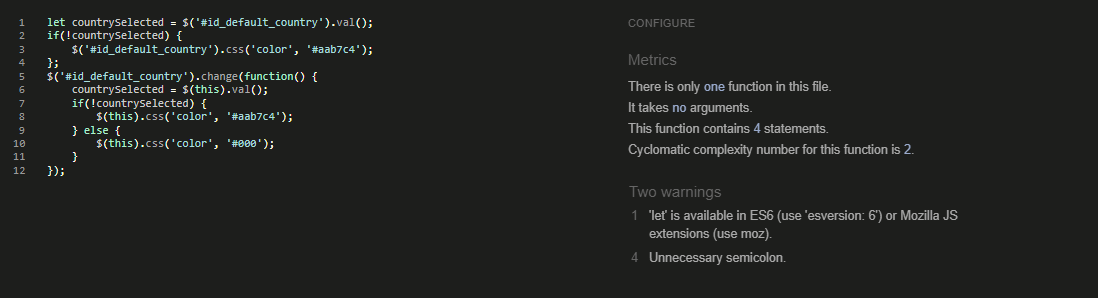 1 let countrySelected = $('#id_default_country').val();
2 if(!countrySelected) {
3 $('#id_default_country').css('color', '#aab7c4');
4 };
5 $('#id_default_country').change(function() {
6 countrySelected = $(this).val();
7 if(!countrySelected) {
8 $(this).css('color', '#aab7c4');
9 } else {
10 $(this).css('color', '#000');
11 }
12 });
CONFIGURE
Metrics
There is only one function in this file.
It takes no arguments.
This function contains 4 statements.
Cyclomatic complexity number for this function is 2.
Two warnings
1 'let' is available in ES6 (use 'esversion: 6') or Mozilla JS
extensions (use moz).
4 Unnecessary semicolon.